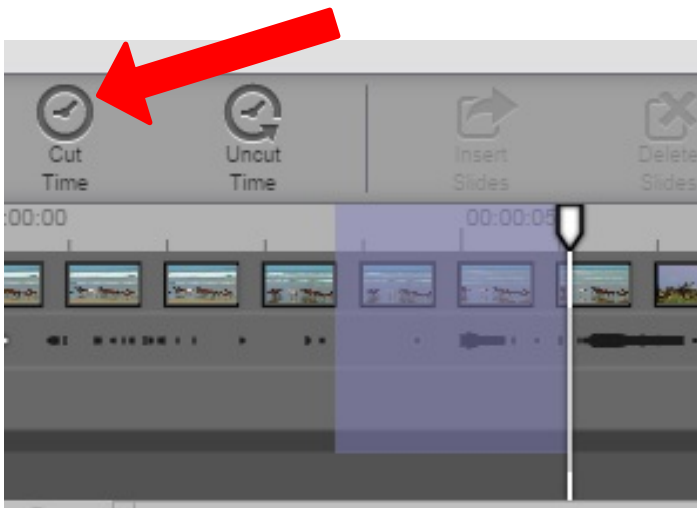 Cut
Time
Uncut
Time
Insert
Slides
Delete
Slides
:00:00
00:00:05